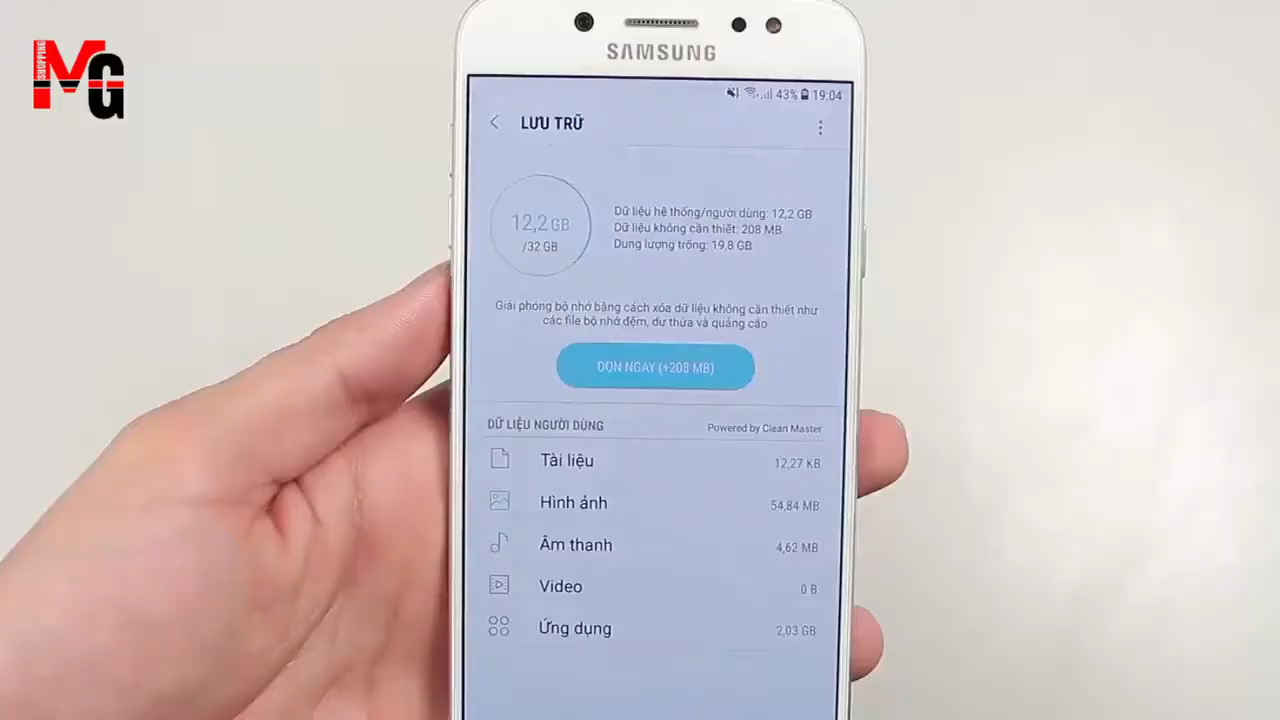 SHOPPING
MG
SAMSUNG
43% 19:04
LƯU TRỮ
12,2 GB
/32 GB
Dữ liệu hệ thống/người dùng: 12,2 GB
Dữ liệu không cần thiết: 208 MB
Dung lượng trống: 19,8 GB
Giải phóng bộ nhớ bằng cách xóa dữ liệu không cần thiết như
các file bộ nhớ đệm, dư thừa và quảng cáo
DỌN NGAY (+208 MB)
DỮ LIỆU NGƯỜI DÙNG
Powered by Clean Master
Tài liệu 12,27 KB
Hình ảnh 54,84 MB
Âm thanh 4,62 MB
Video 0 B
Ứng dụng 2,03 GB